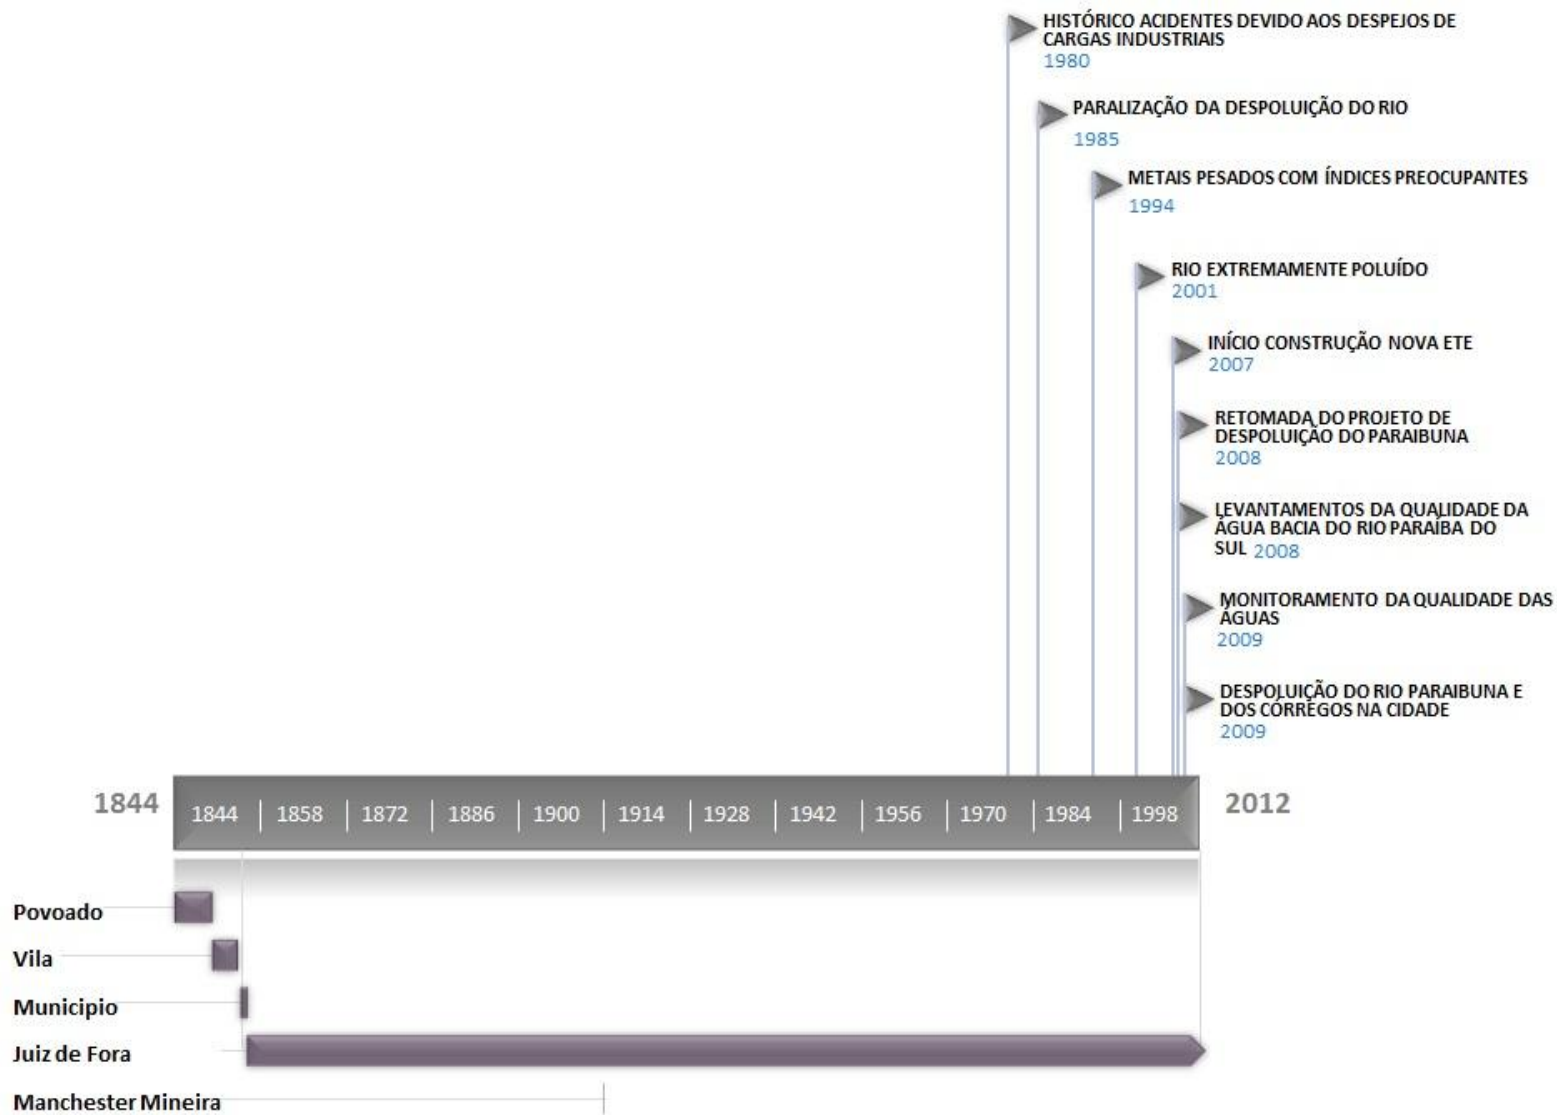 HISTÓRICO ACIDENTES DEVIDO AOS DESPEJOS DE
CARGAS INDUSTRIAIS
1980
PARALIZAÇÃO DA DESPOLUIÇÃO DO RIO
1985
METAIS PESADOS COM ÍNDICES PREOCUPANTES
1994
RIO EXTREMAMENTE POLUÍDO
2001
INÍCIO CONSTRUÇÃO NOVA ETE
2007
RETOMADA DO PROJETO DE
DESPOLUIÇÃO DO PARAIBUNA
2008
LEVANTAMENTOS DA QUALIDADE DA
ÁGUA BACIA DO RIO PARAÍBA DO
SUL 2008
MONITORAMENTO DA QUALIDADE DAS
ÁGUAS
2009
DESPOLUIÇÃO DO RIO PARAIBUNA E
DOS CÓRREGOS NA CIDADE
2009
1844 1844 1858 1872 1886 1900 1914 1928 1942 1956 1970 1984 1998 2012
Povoado
Vila
Municipio
Juiz de Fora
Manchester Mineira